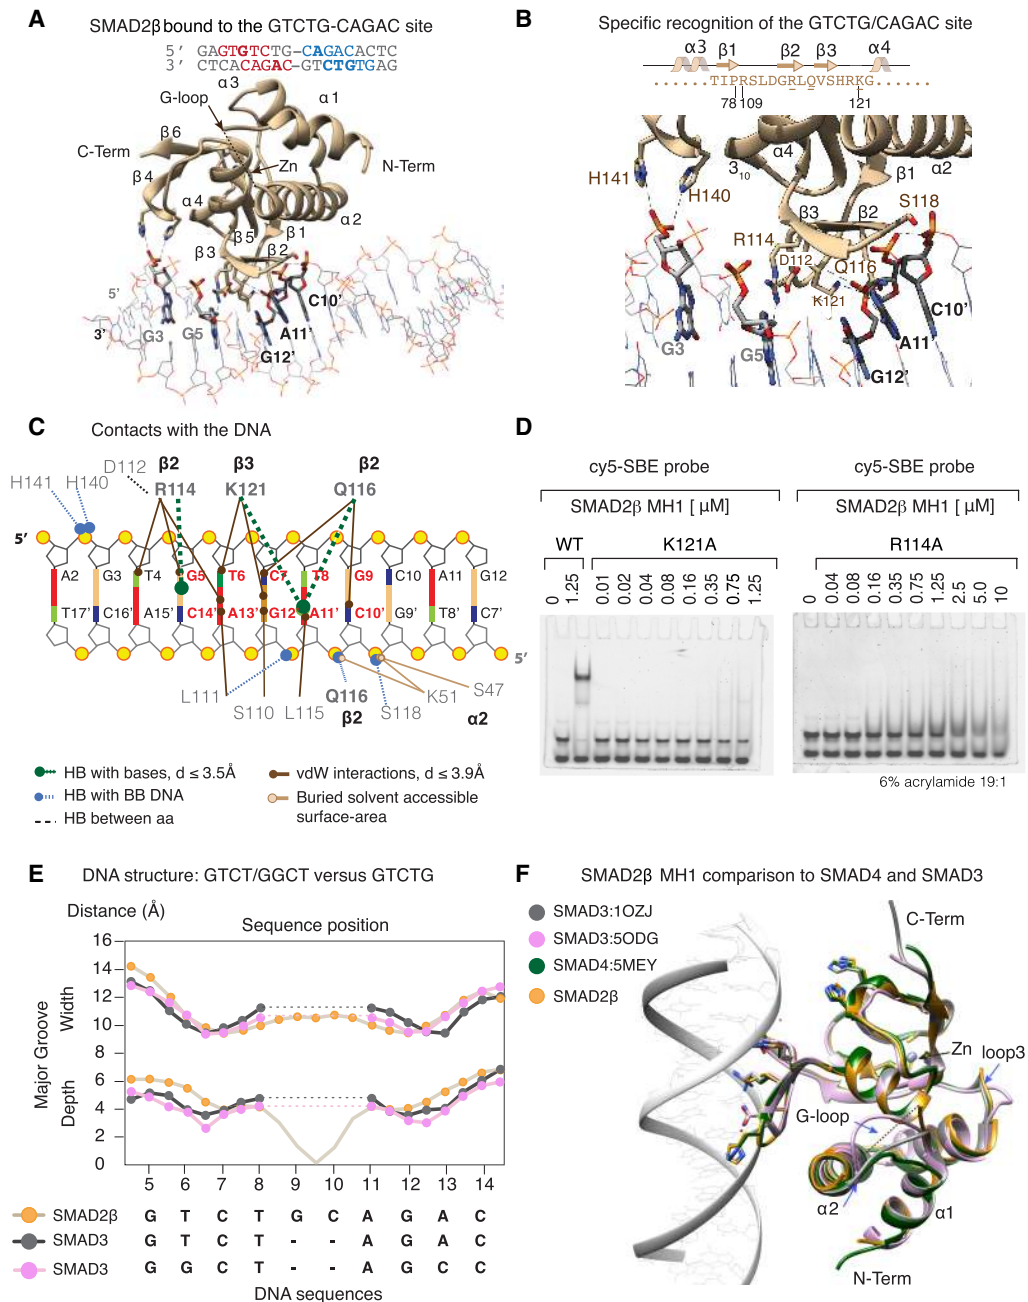 A
SMAD2β bound to the GTCTG-CAGAC site
5′ GAGTGTCTG–CAGACACTC
3′ CTCACAGAC–GTCTGTGAG
α3
G-loop
α1
β6
C-Term
Zn
N-Term
β4
α4
α2
β5
β1
β3
β2
C10'
5'
3'
G3
G5
A11'
G12'
B
Specific recognition of the GTCTG/CAGAC site
α3 β1 β2 β3 α4
......TIPRSLDGRLQVSHRKG......
78 109 121
α4
3₁₀
α2
H141
β1
H140
S118
β3 β2
R114
D112
Q116
K121
C10'
G3
G5
A11'
G12'
C
Contacts with the DNA
D112
β2 β3 β2
H141 H140
R114 K121 Q116
5'
A2 G3 T4 G5 T6 C7 T8 G9 C10 A11 G12
T17' C16' A15' C14' A13' G12 A11' C10' G9' T8' C7'
5'
L111
S110
L115
Q116
β2
S118
K51
S47
α2
HB with bases, d ≤ 3.5Å
HB with BB DNA
HB between aa
vdW interactions, d ≤ 3.9Å
Buried solvent accessible
surface-area
D
cy5-SBE probe cy5-SBE probe
SMAD2β MH1 [ μM] SMAD2β MH1 [ μM]
WT K121A R114A
0 1.25 0.01 0.02 0.04 0.08 0.16 0.35 0.75 1.25
0 0.04 0.08 0.16 0.35 0.75 1.25 2.5 5.0 10
6% acrylamide 19:1
E
DNA structure: GTCT/GGCT versus GTCTG
Distance (Å)
Sequence position
16
14
12
10
8
6
4
2
0
Major Groove
Width
Depth
5 6 7 8 9 10 11 12 13 14
SMAD2β G T C T G C A G A C
SMAD3 G T C T - - A G A C
SMAD3 G G C T - - A G C C
DNA sequences
F
SMAD2β MH1 comparison to SMAD4 and SMAD3
SMAD3:1OZJ
SMAD3:5ODG
SMAD4:5MEY
SMAD2β
C-Term
Zn
loop3
G-loop
α2
α1
N-Term